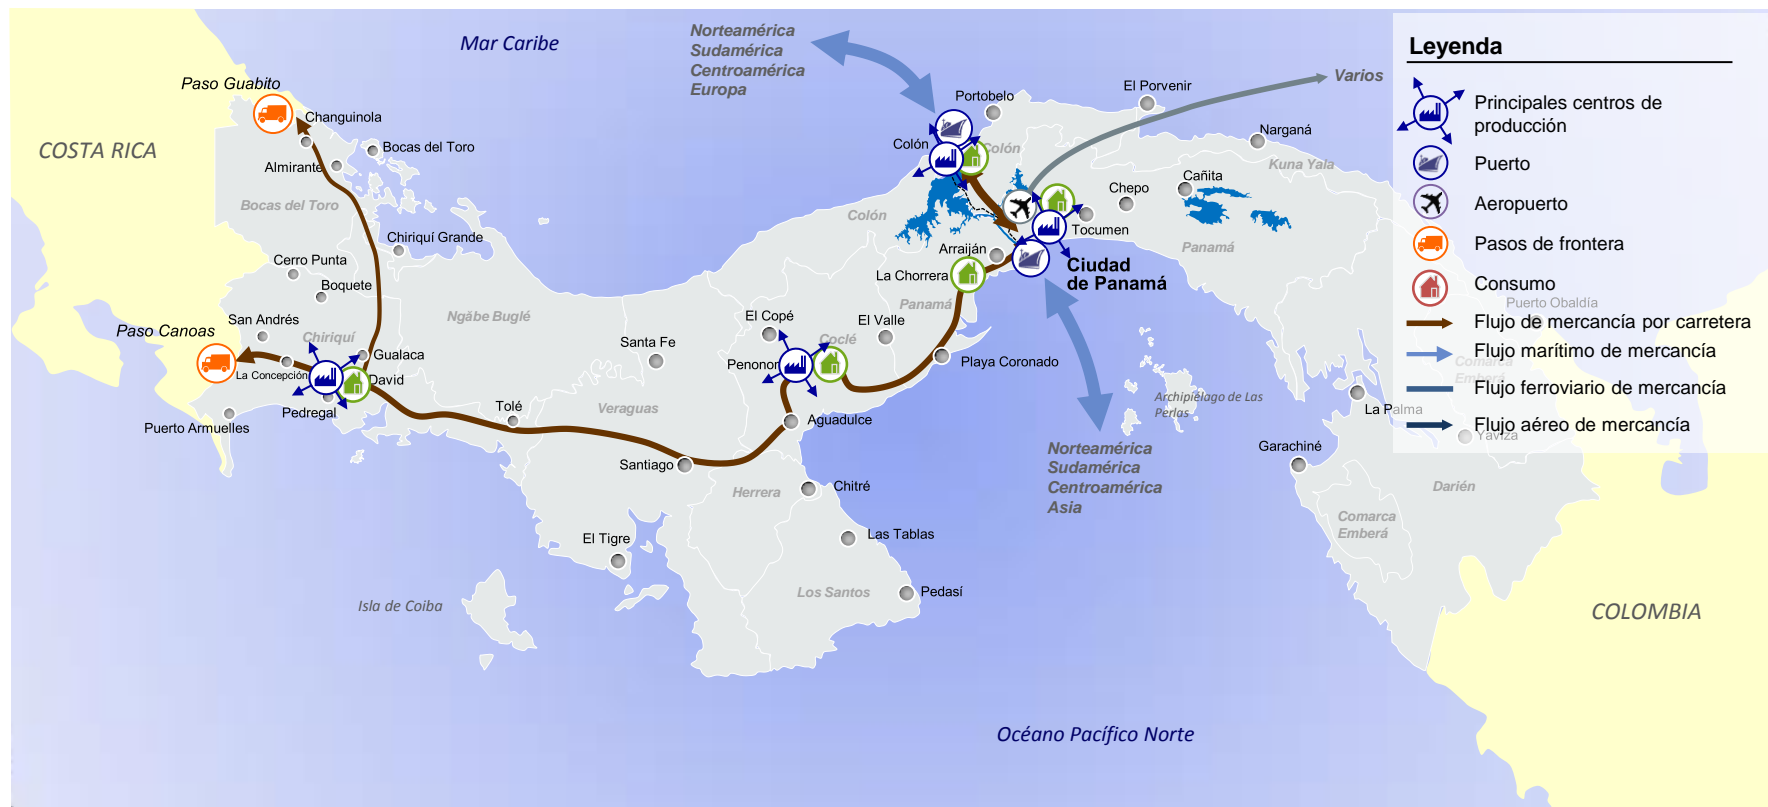 Mar Caribe
Norteamérica
Sudamérica
Centroamérica
Europa
Varios
Paso Guabito
Changuinola
COSTA RICA
Almirante
Bocas del Toro
Bocas del Toro
Chiriquí Grande
Cerro Punta
Boquete
San Andrés
Paso Canoas
Chiriquí
Gualaca
La Concepción
David
Pedregal
Puerto Armuelles
Ngäbe Buglé
Tolé
Santa Fe
Veraguas
Santiago
El Tigre
Isla de Coiba
Portobelo
El Porvenir
Colón
Colón
Narganá
Kuna Yala
Cañita
Chepo
Tocumen
Colón
Panamá
Arraiján
La Chorrera
Ciudad
de Panamá
Panamá
El Copé
El Valle
Coclé
Penonor
Playa Coronado
Aguadulce
Herrera
Chitré
Las Tablas
Los Santos
Pedasí
Archipiélago de Las
Perlas
Norteamérica
Sudamérica
Centroamérica
Asia
La Palma
Garachiné
Yaviza
Darién
Comarca
Emberá
Puerto Obaldía
Comarca
Emberá
COLOMBIA
Océano Pacífico Norte
Leyenda
Principales centros de
producción
Puerto
Aeropuerto
Pasos de frontera
Consumo
Flujo de mercancía por carretera
Flujo marítimo de mercancía
Flujo ferroviario de mercancía
Flujo aéreo de mercancía